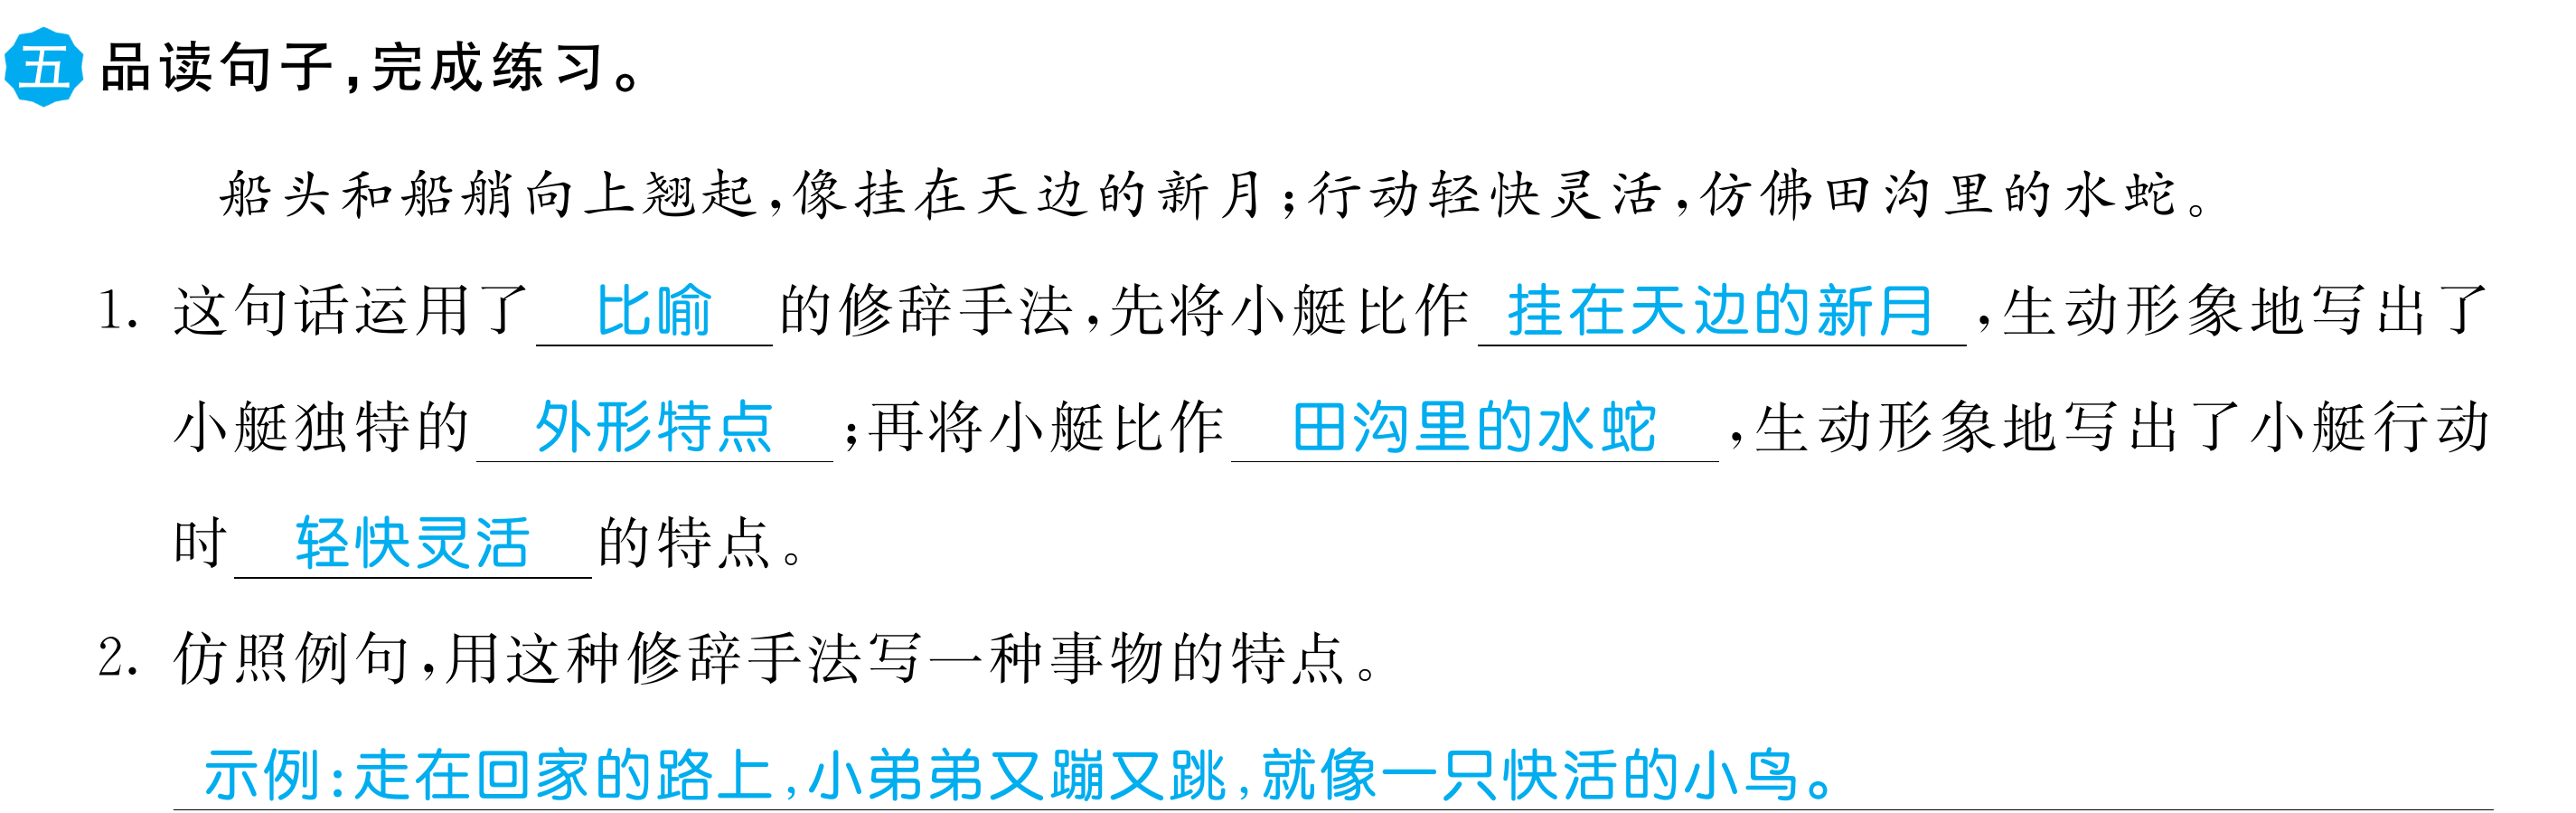 五 品读句子,完成练习。
船头和船艄向上翘起,像挂在天边的新月;行动轻快灵活,仿佛田沟里的水蛇。
1. 这句话运用了 比喻 的修辞手法,先将小艇比作 挂在天边的新月 ,生动形象地写出了
小艇独特的 外形特点 ;再将小艇比作 田沟里的水蛇 ,生动形象地写出了小艇行动
时 轻快灵活 的特点。
2. 仿照例句,用这种修辞手法写一种事物的特点。
示例:走在回家的路上,小弟弟又蹦又跳,就像一只快活的小鸟。